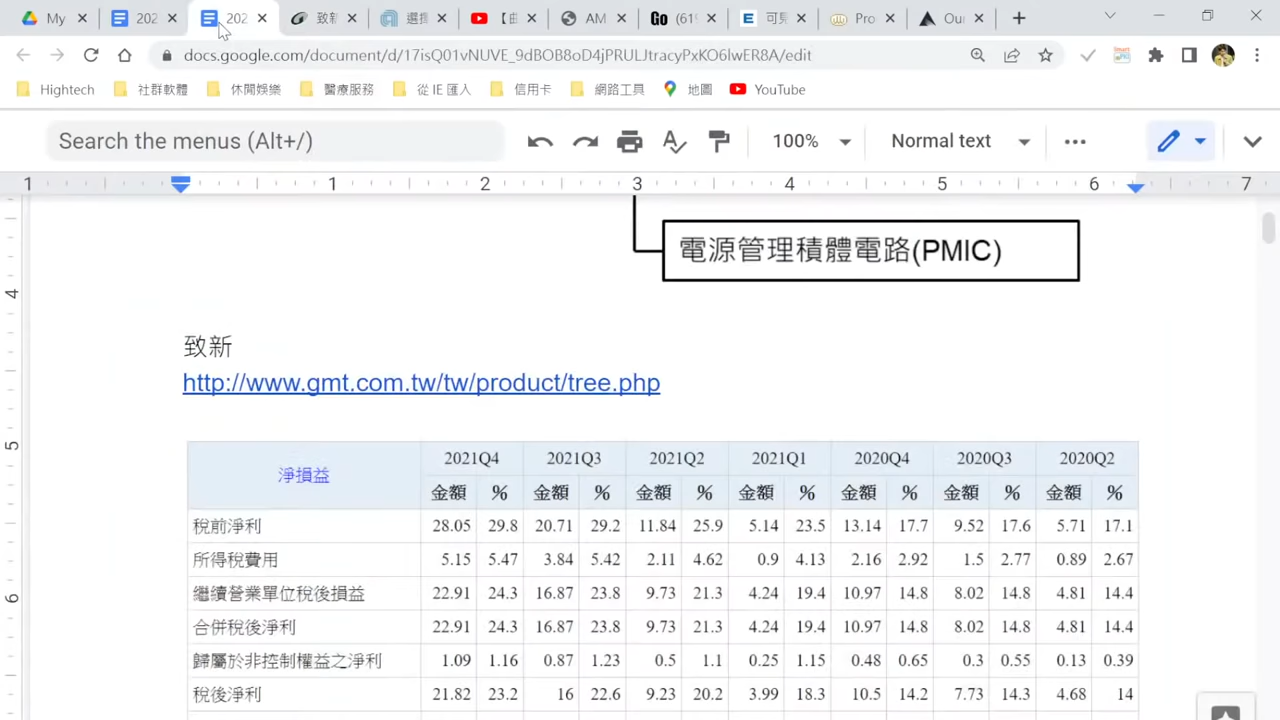 My
202
202
致新
選擇
【由
AM
Go (61
可見
Pro
Our
docs.google.com/document/d/17isQ01vNUVE_9dBOB8oD4jPRULJtracyPxKO6lwER8A/edit
Hightech 社群軟體 休閒娛樂 醫療服務 從 IE 匯入 信用卡 網路工具 地圖 YouTube
Search the menus (Alt+/) 100% Normal text
1 1 2 3 4 5 6 7
電源管理積體電路(PMIC)
4
致新
http://www.gmt.com.tw/tw/product/tree.php
5
淨損益 2021Q4 2021Q3 2021Q2 2021Q1 2020Q4 2020Q3 2020Q2
金額 % 金額 % 金額 % 金額 % 金額 % 金額 % 金額 %
稅前淨利 28.05 29.8 20.71 29.2 11.84 25.9 5.14 23.5 13.14 17.7 9.52 17.6 5.71 17.1
所得稅費用 5.15 5.47 3.84 5.42 2.11 4.62 0.9 4.13 2.16 2.92 1.5 2.77 0.89 2.67
繼續營業單位稅後損益 22.91 24.3 16.87 23.8 9.73 21.3 4.24 19.4 10.97 14.8 8.02 14.8 4.81 14.4
6
合併稅後淨利 22.91 24.3 16.87 23.8 9.73 21.3 4.24 19.4 10.97 14.8 8.02 14.8 4.81 14.4
歸屬於非控制權益之淨利 1.09 1.16 0.87 1.23 0.5 1.1 0.25 1.15 0.48 0.65 0.3 0.55 0.13 0.39
稅後淨利 21.82 23.2 16 22.6 9.23 20.2 3.99 18.3 10.5 14.2 7.73 14.3 4.68 14